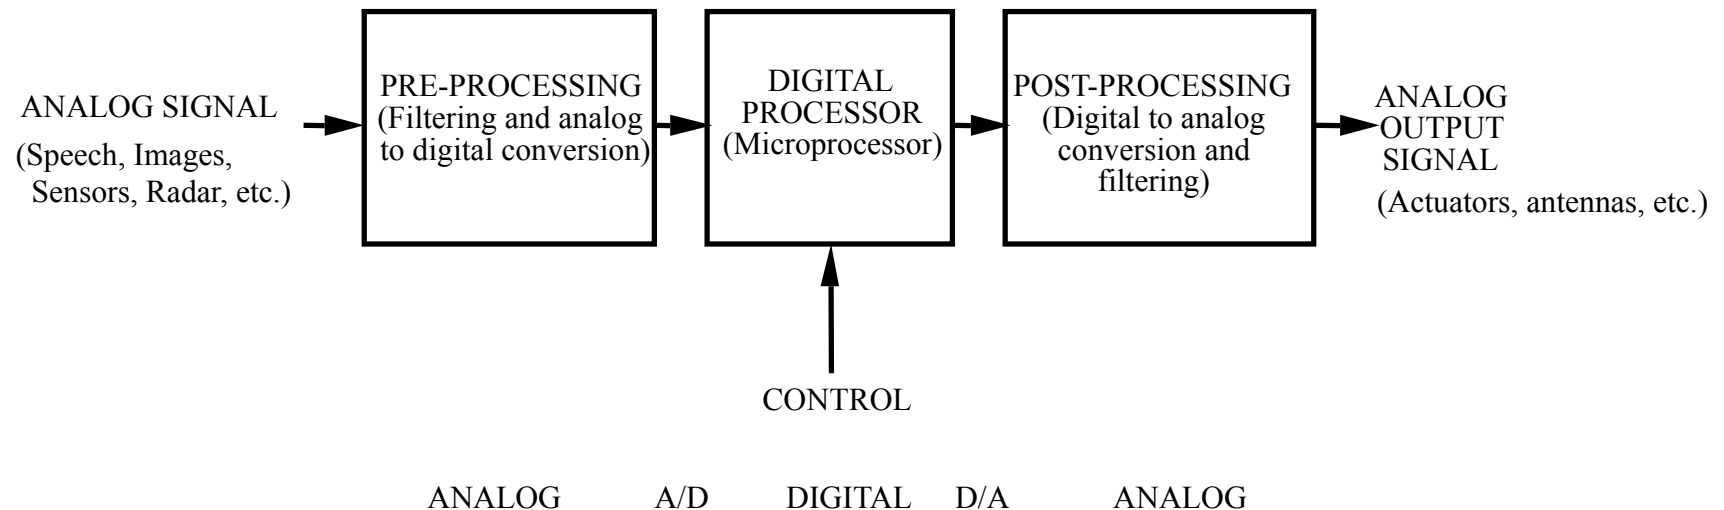 ANALOG SIGNAL
(Speech, Images,
Sensors, Radar, etc.)
PRE-PROCESSING
(Filtering and analog
to digital conversion)
DIGITAL
PROCESSOR
(Microprocessor)
POST-PROCESSING
(Digital to analog
conversion and
filtering)
ANALOG
OUTPUT
SIGNAL
(Actuators, antennas, etc.)
CONTROL
ANALOG A/D DIGITAL D/A ANALOG